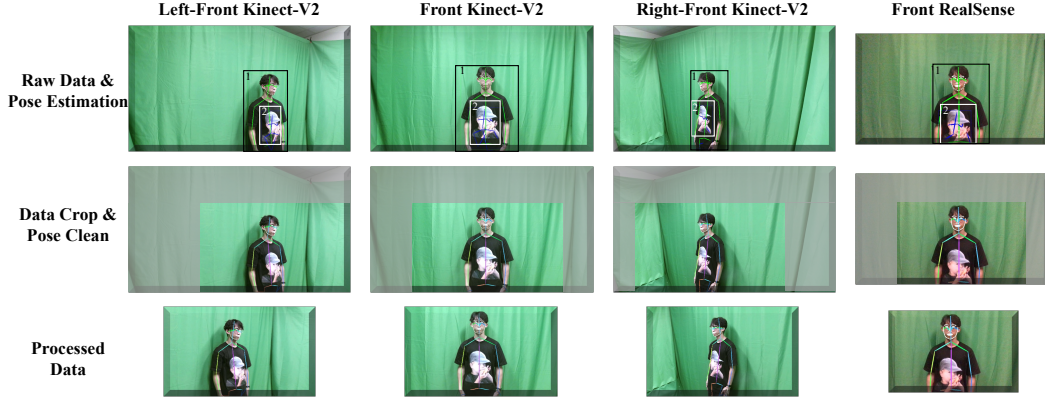 Left-Front Kinect-V2 Front Kinect-V2 Right-Front Kinect-V2 Front RealSense
Raw Data &
Pose Estimation
1 1 1 1
2 2 2 2
Data Crop &
Pose Clean
Processed
Data